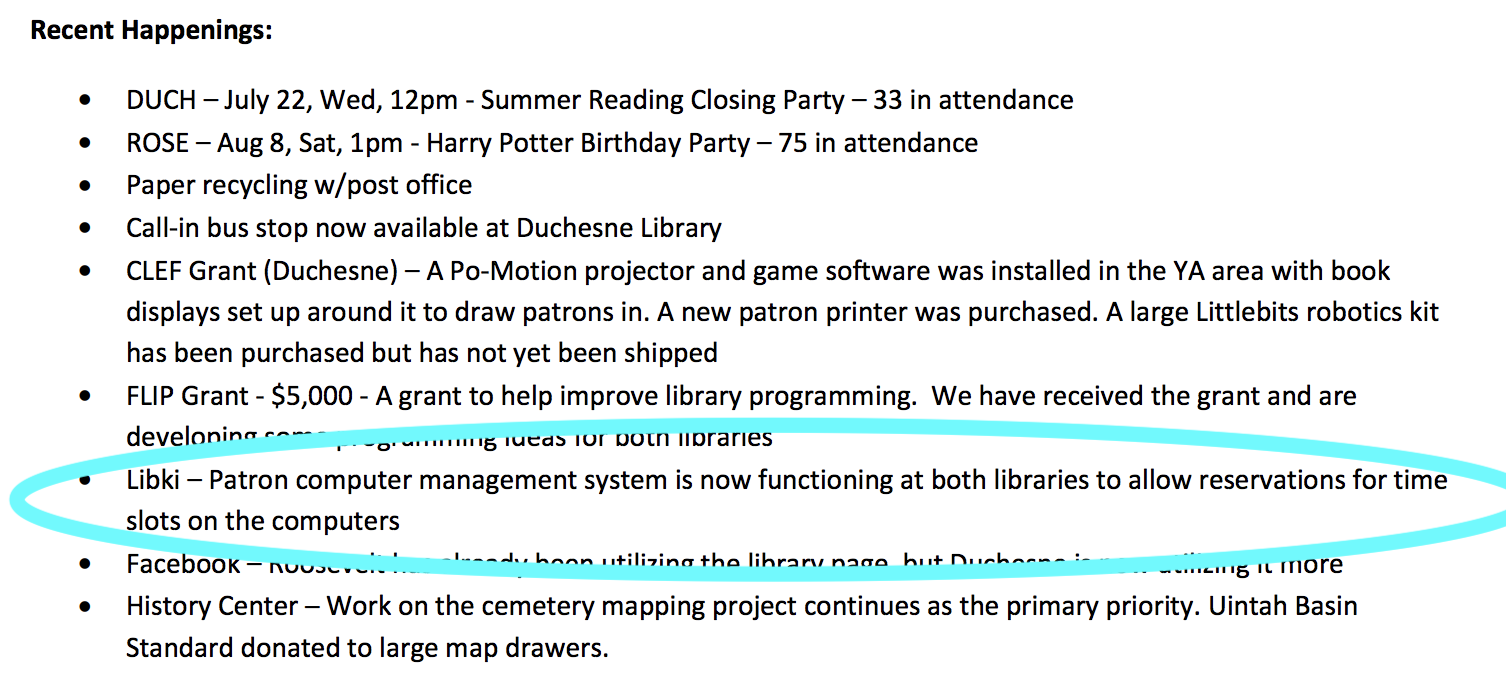 Recent Happenings:
• DUCH – July 22, Wed, 12pm - Summer Reading Closing Party – 33 in attendance
• ROSE – Aug 8, Sat, 1pm - Harry Potter Birthday Party – 75 in attendance
• Paper recycling w/post office
• Call-in bus stop now available at Duchesne Library
• CLEF Grant (Duchesne) – A Po-Motion projector and game software was installed in the YA area with book
displays set up around it to draw patrons in. A new patron printer was purchased. A large Littlebits robotics kit
has been purchased but has not yet been shipped
• FLIP Grant - $5,000 - A grant to help improve library programming.  We have received the grant and are
developing some programming ideas for both libraries
• Libki – Patron computer management system is now functioning at both libraries to allow reservations for time
slots on the computers
• Facebook – Roosevelt has already been utilizing the library page, but Duchesne is now utilizing it more
• History Center – Work on the cemetery mapping project continues as the primary priority. Uintah Basin
Standard donated to large map drawers.